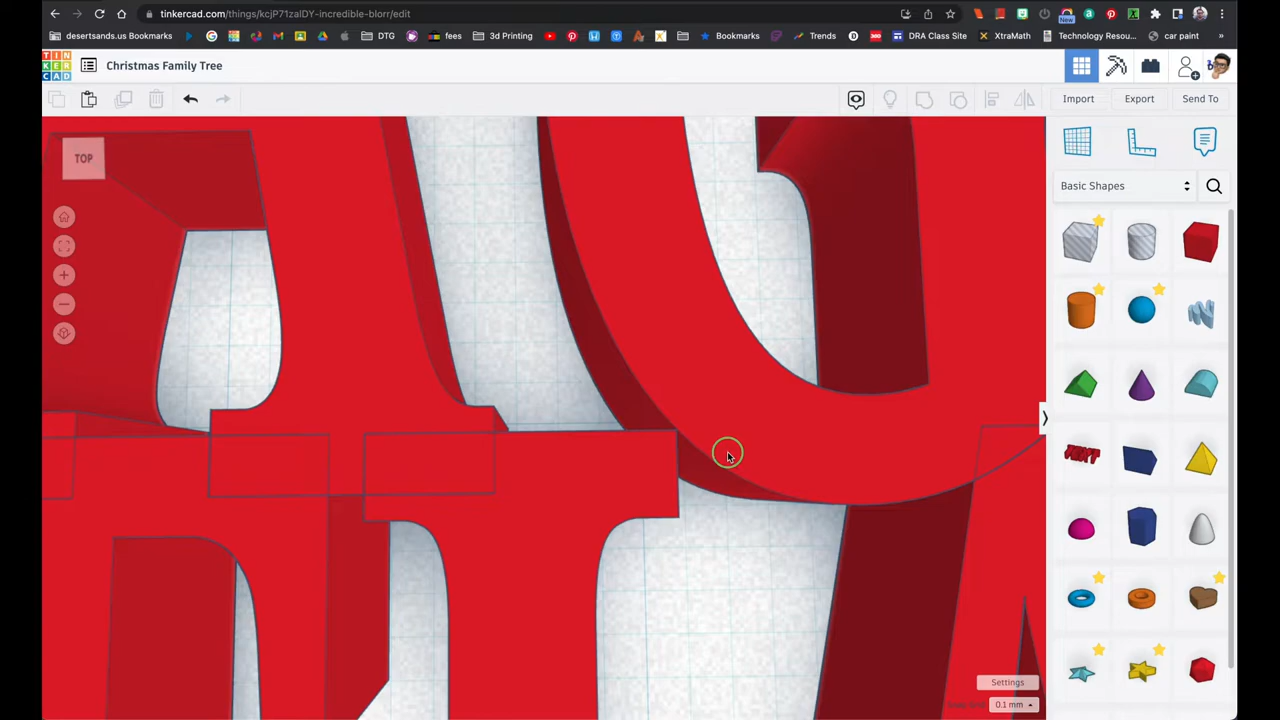 tinkercad.com/things/kcjP71zalDY-incredible-blorr/edit
desertsands.us Bookmarks DTG fees 3d Printing Bookmarks Trends DRA Class Site XtraMath Technology Resou... car paint
TIN
KER
CAD
Christmas Family Tree
Import Export Send To
TOP
Basic Shapes
TEXT
Settings
0.1 mm